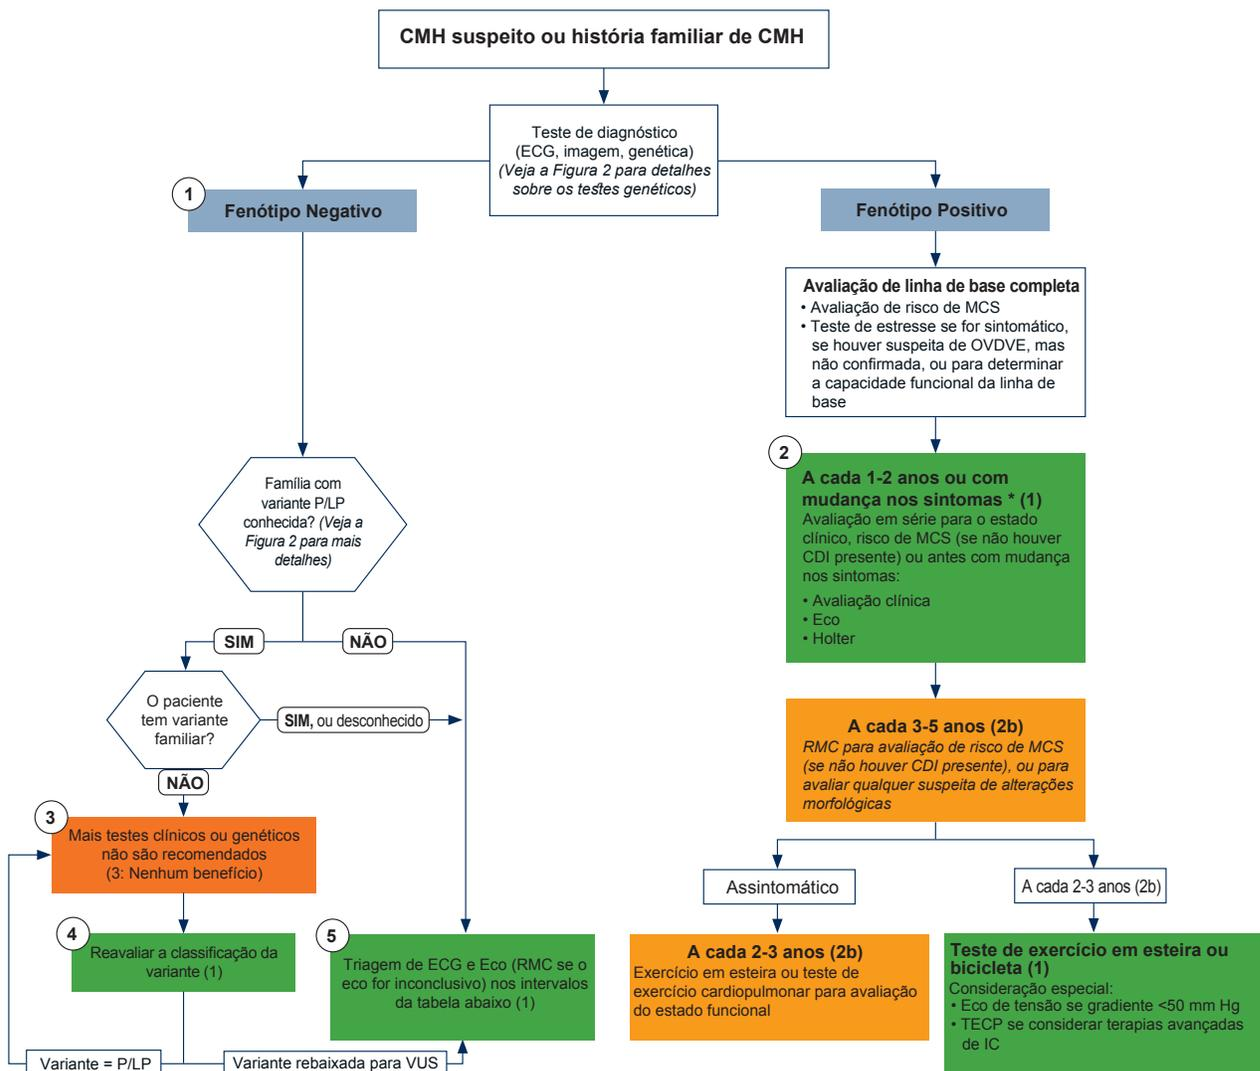 CMH suspeito ou história familiar de CMH
Teste de diagnóstico
(ECG, imagem, genética)
(Veja a Figura 2 para detalhes
sobre os testes genéticos)
1
Fenótipo Negativo
Fenótipo Positivo
Avaliação de linha de base completa
• Avaliação de risco de MCS
• Teste de estresse se for sintomático,
se houver suspeita de OVDVE, mas
não confirmada, ou para determinar
a capacidade funcional da linha de
base
2
A cada 1-2 anos ou com
mudança nos sintomas * (1)
Avaliação em série para o estado
clínico, risco de MCS (se não houver
CDI presente) ou antes com mudança
nos sintomas:
• Avaliação clínica
• Eco
• Holter
Família com
variante P/LP
conhecida? (Veja a
Figura 2 para mais
detalhes)
SIM
NÃO
O paciente
tem variante
familiar?
SIM, ou desconhecido
NÃO
A cada 3-5 anos (2b)
RMC para avaliação de risco de MCS
(se não houver CDI presente), ou para
avaliar qualquer suspeita de alterações
morfológicas
3
Mais testes clínicos ou genéticos
não são recomendados
(3: Nenhum benefício)
Assintomático
A cada 2-3 anos (2b)
4
Reavaliar a classificação da
variante (1)
5
Triagem de ECG e Eco (RMC se o
eco for inconclusivo) nos intervalos
da tabela abaixo (1)
A cada 2-3 anos (2b)
Exercício em esteira ou teste de
exercício cardiopulmonar para avaliação
do estado funcional
Teste de exercício em esteira ou
bicicleta (1)
Consideração especial:
• Eco de tensão se gradiente <50 mm Hg
• TECP se considerar terapias avançadas
de IC
Variante = P/LP
Variante rebaixada para VUS